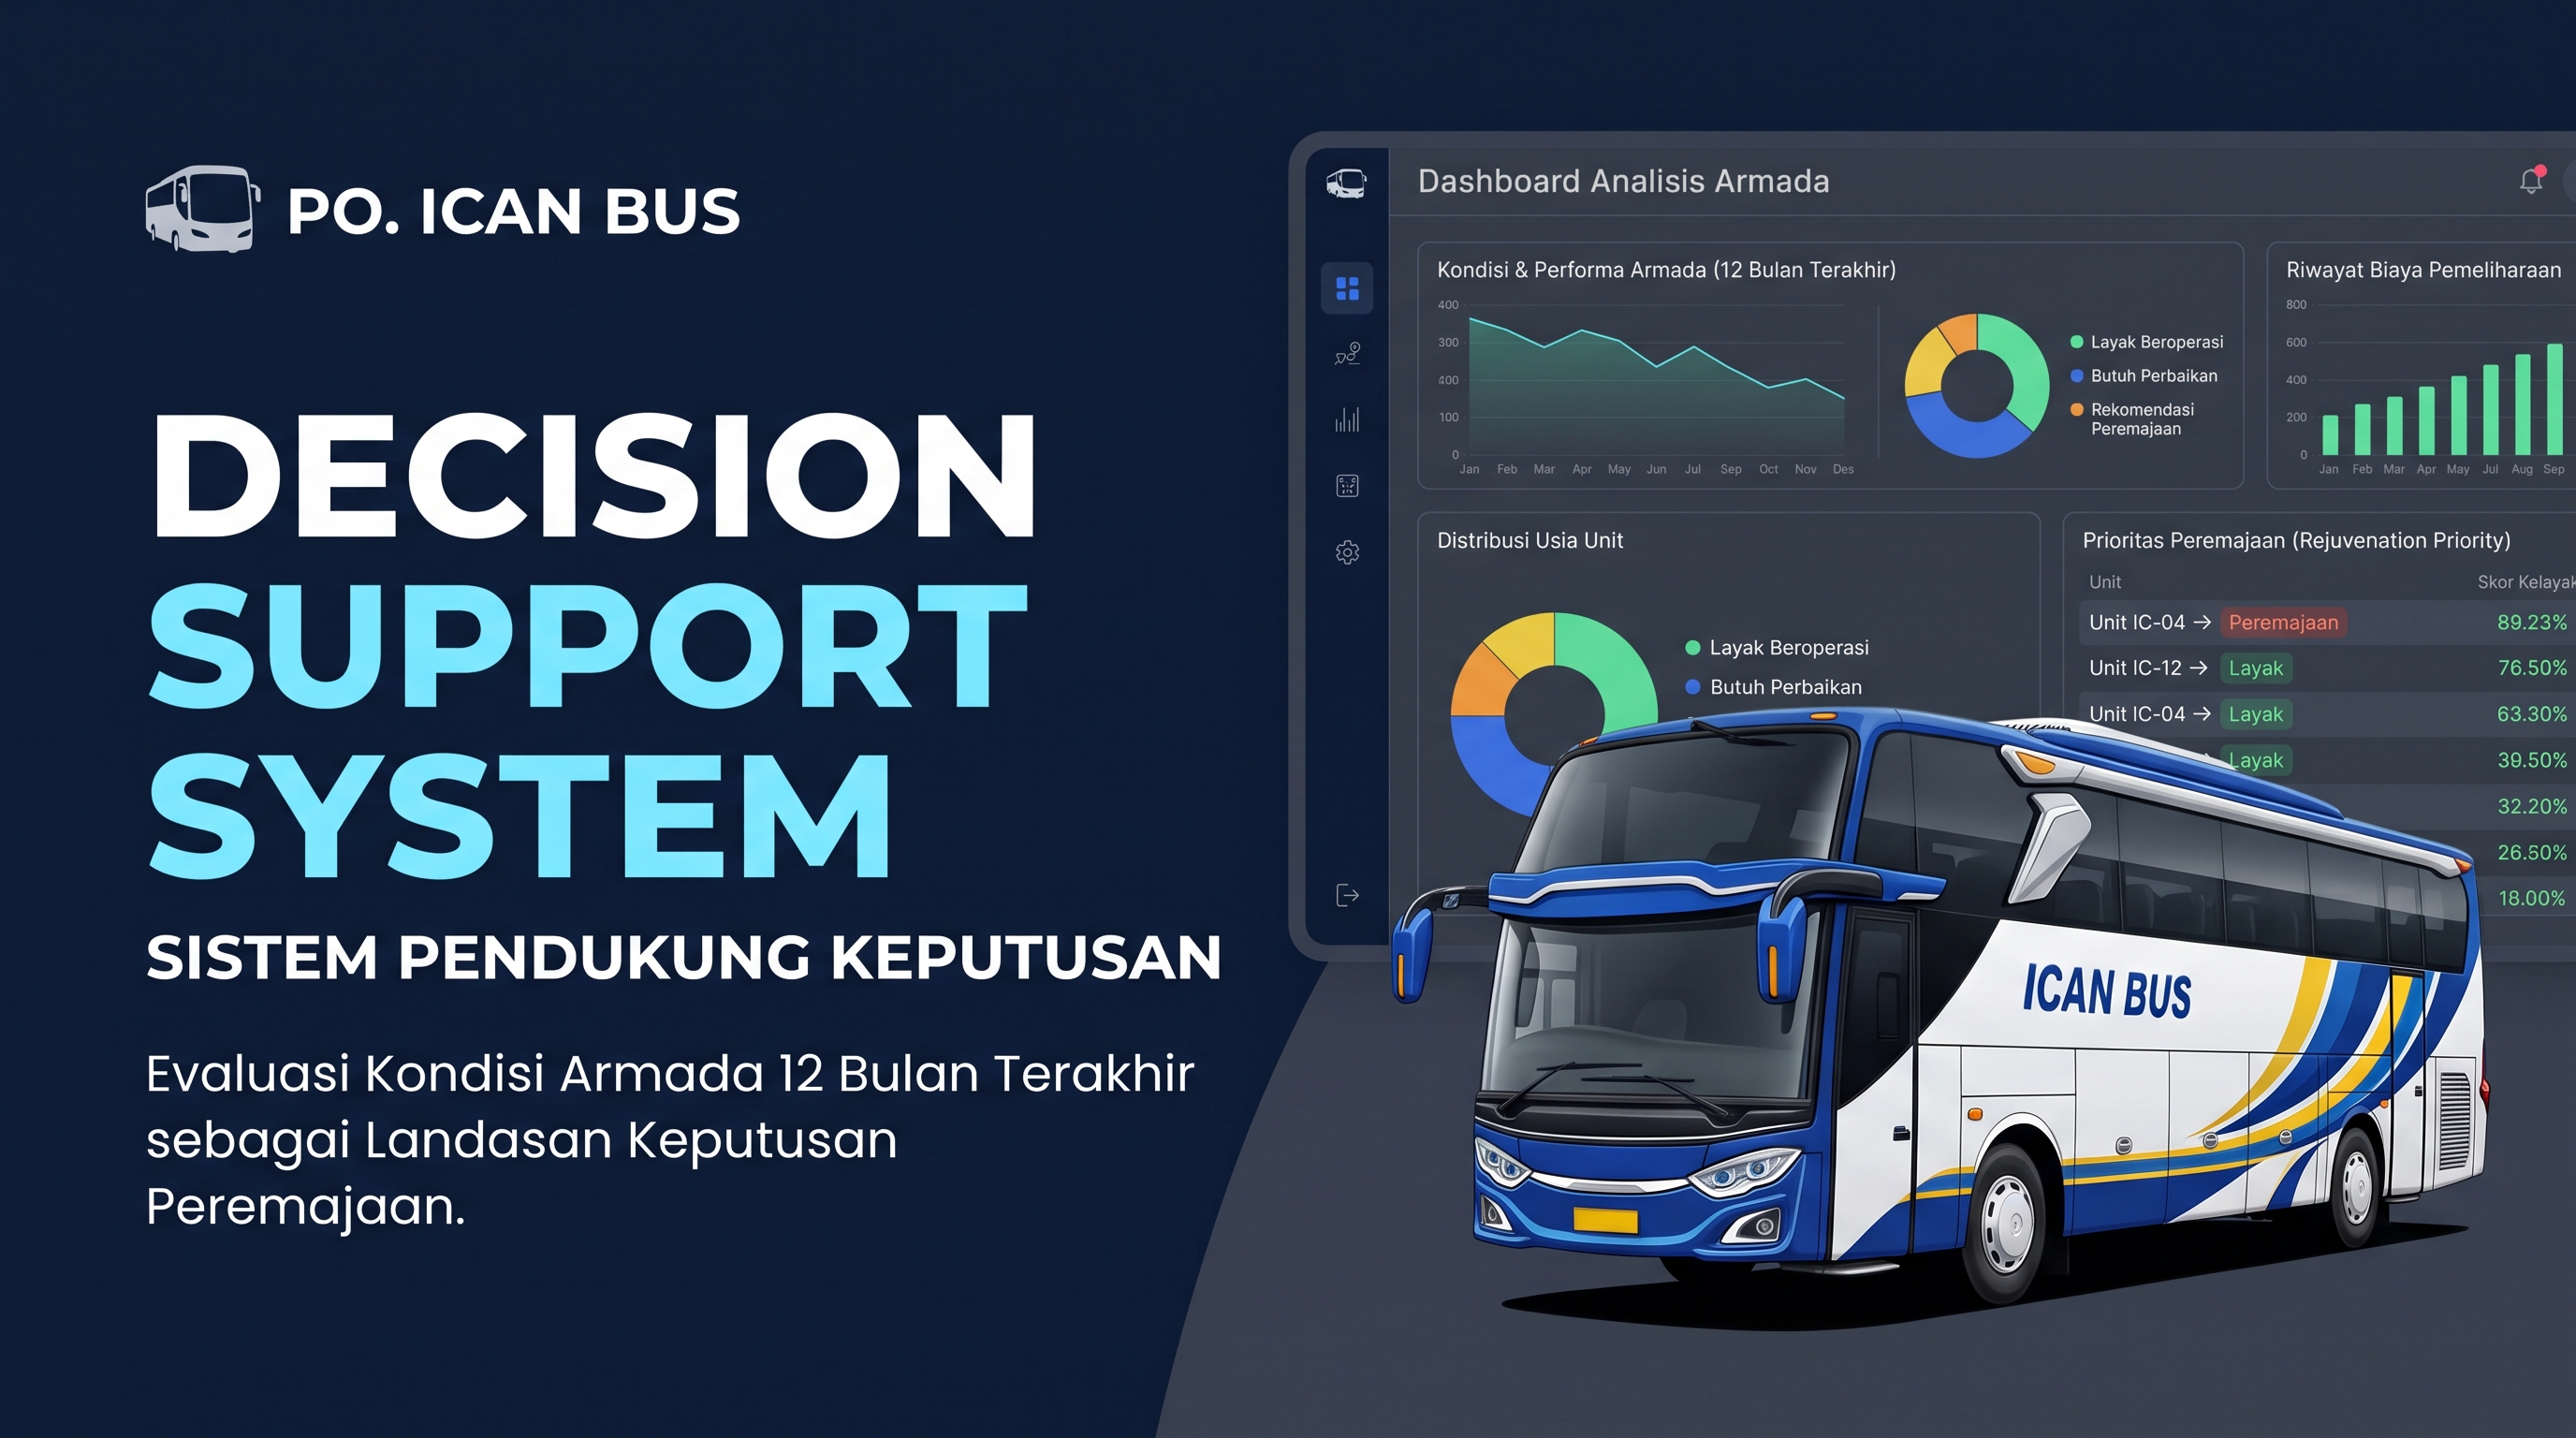 PO. ICAN BUS
DECISION
SUPPORT
SYSTEM
SISTEM PENDUKUNG KEPUTUSAN
Evaluasi Kondisi Armada 12 Bulan Terakhir
sebagai Landasan Keputusan
Peremajaan.
Dashboard Analisis Armada
Kondisi & Performa Armada (12 Bulan Terakhir)
400
300
400
100
0
Jan Feb Mar Apr May Jun Jul Sep Oct Nov Des
Layak Beroperasi
Butuh Perbaikan
Rekomendasi
Peremajaan
Riwayat Biaya Pemeliharaan
800
600
400
200
0
Jan Feb Mar Apr May Jul Aug Sep
Distribusi Usia Unit
Layak Beroperasi
Butuh Perbaikan
Prioritas Peremajaan (Rejuvenation Priority)
Unit Skor Kelayak
Unit IC-04 → Peremajaan 89.23%
Unit IC-12 → Layak 76.50%
Unit IC-04 → Layak 63.30%
Layak 39.50%
32.20%
26.50%
18.00%
ICAN BUS